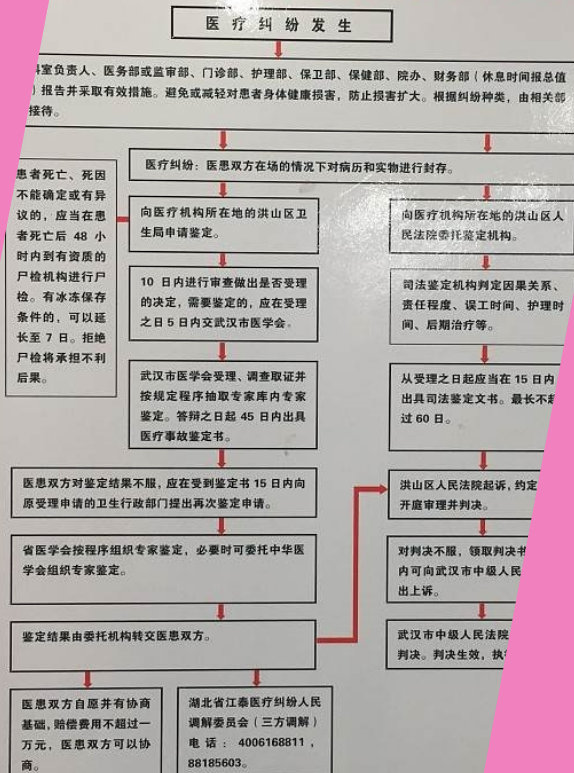 医疗纠纷发生
科室负责人、医务部或监审部、门诊部、护理部、保卫部、保健部、院办、财务部（休息时间报总值
）报告并采取有效措施。避免或减轻对患者身体健康损害，防止损害扩大。根据纠纷种类，由相关部
接待。
医疗纠纷：医患双方在场的情况下对病历和实物进行封存。
患者死亡、死因
不能确定或有异
议的，应当在患
者死亡后 48 小
时内到有资质的
尸检机构进行尸
检。有冰冻保存
条件的，可以延
长至 7 日。拒绝
尸检将承担不利
后果。
向医疗机构所在地的洪山区卫
生局申请鉴定。
10 日内进行审查做出是否受理
的决定，需要鉴定的，应在受理
之日 5 日内交武汉市医学会。
武汉市医学会受理、调查取证并
按规定程序抽取专家库内专家
鉴定。答辩之日起 45 日内出具
医疗事故鉴定书。
医患双方对鉴定结果不服，应在受到鉴定书 15 日内向
原受理申请的卫生行政部门提出再次鉴定申请。
省医学会按程序组织专家鉴定，必要时可委托中华医
学会组织专家鉴定。
鉴定结果由委托机构转交医患双方。
医患双方自愿并有协商
基础，赔偿费用不超过一
万元，医患双方可以协
商。
湖北省江泰医疗纠纷人民
调解委员会（三方调解）
电话：4006168811，
88185603。
向医疗机构所在地的洪山区人
民法院委托鉴定机构。
司法鉴定机构判定因果关系、
责任程度、误工时间、护理时
间、后期治疗等。
从受理之日起应当在 15 日内
出具司法鉴定文书。最长不超
过 60 日。
洪山区人民法院起诉，约定
开庭审理并判决。
对判决不服，领取判决书
内可向武汉市中级人民
出上诉。
武汉市中级人民法院
判决。判决生效，执